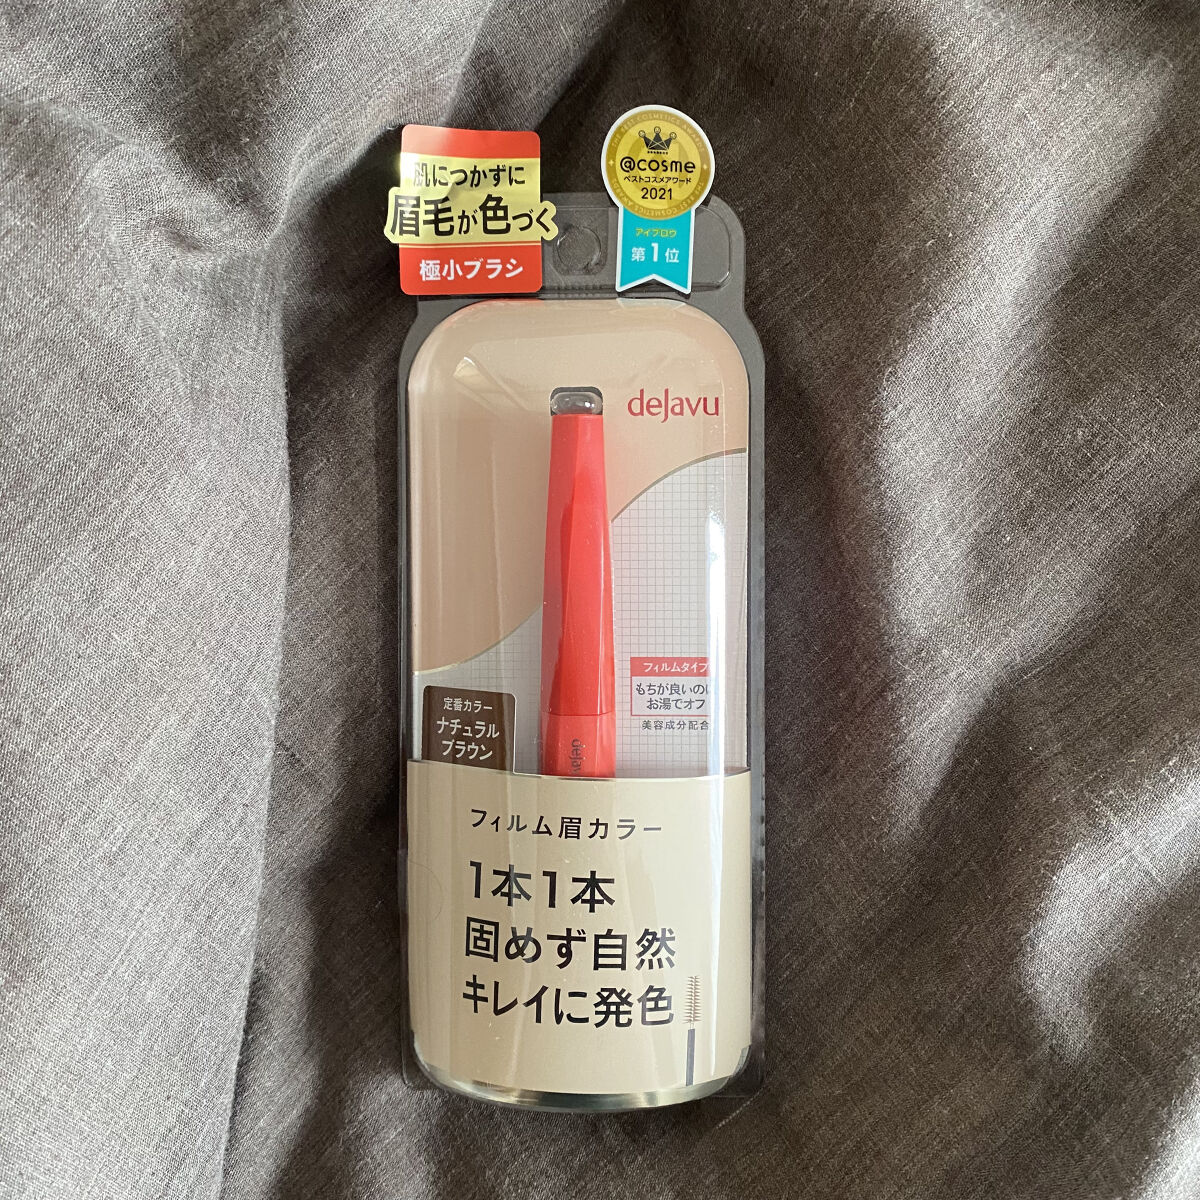 肌につかずに
眉毛が色づく
極小ブラシ
THE BEST COSMETICS AWARD
@cosme
ベストコスメアワード
2021
アイブロウ
第1位
dejavu
フィルムタイプ
もちが良いのに
お湯でオフ
美容成分配合
定番カラー
ナチュラル
ブラウン
フィルム眉カラー
1本1本
固めず自然
キレイに発色